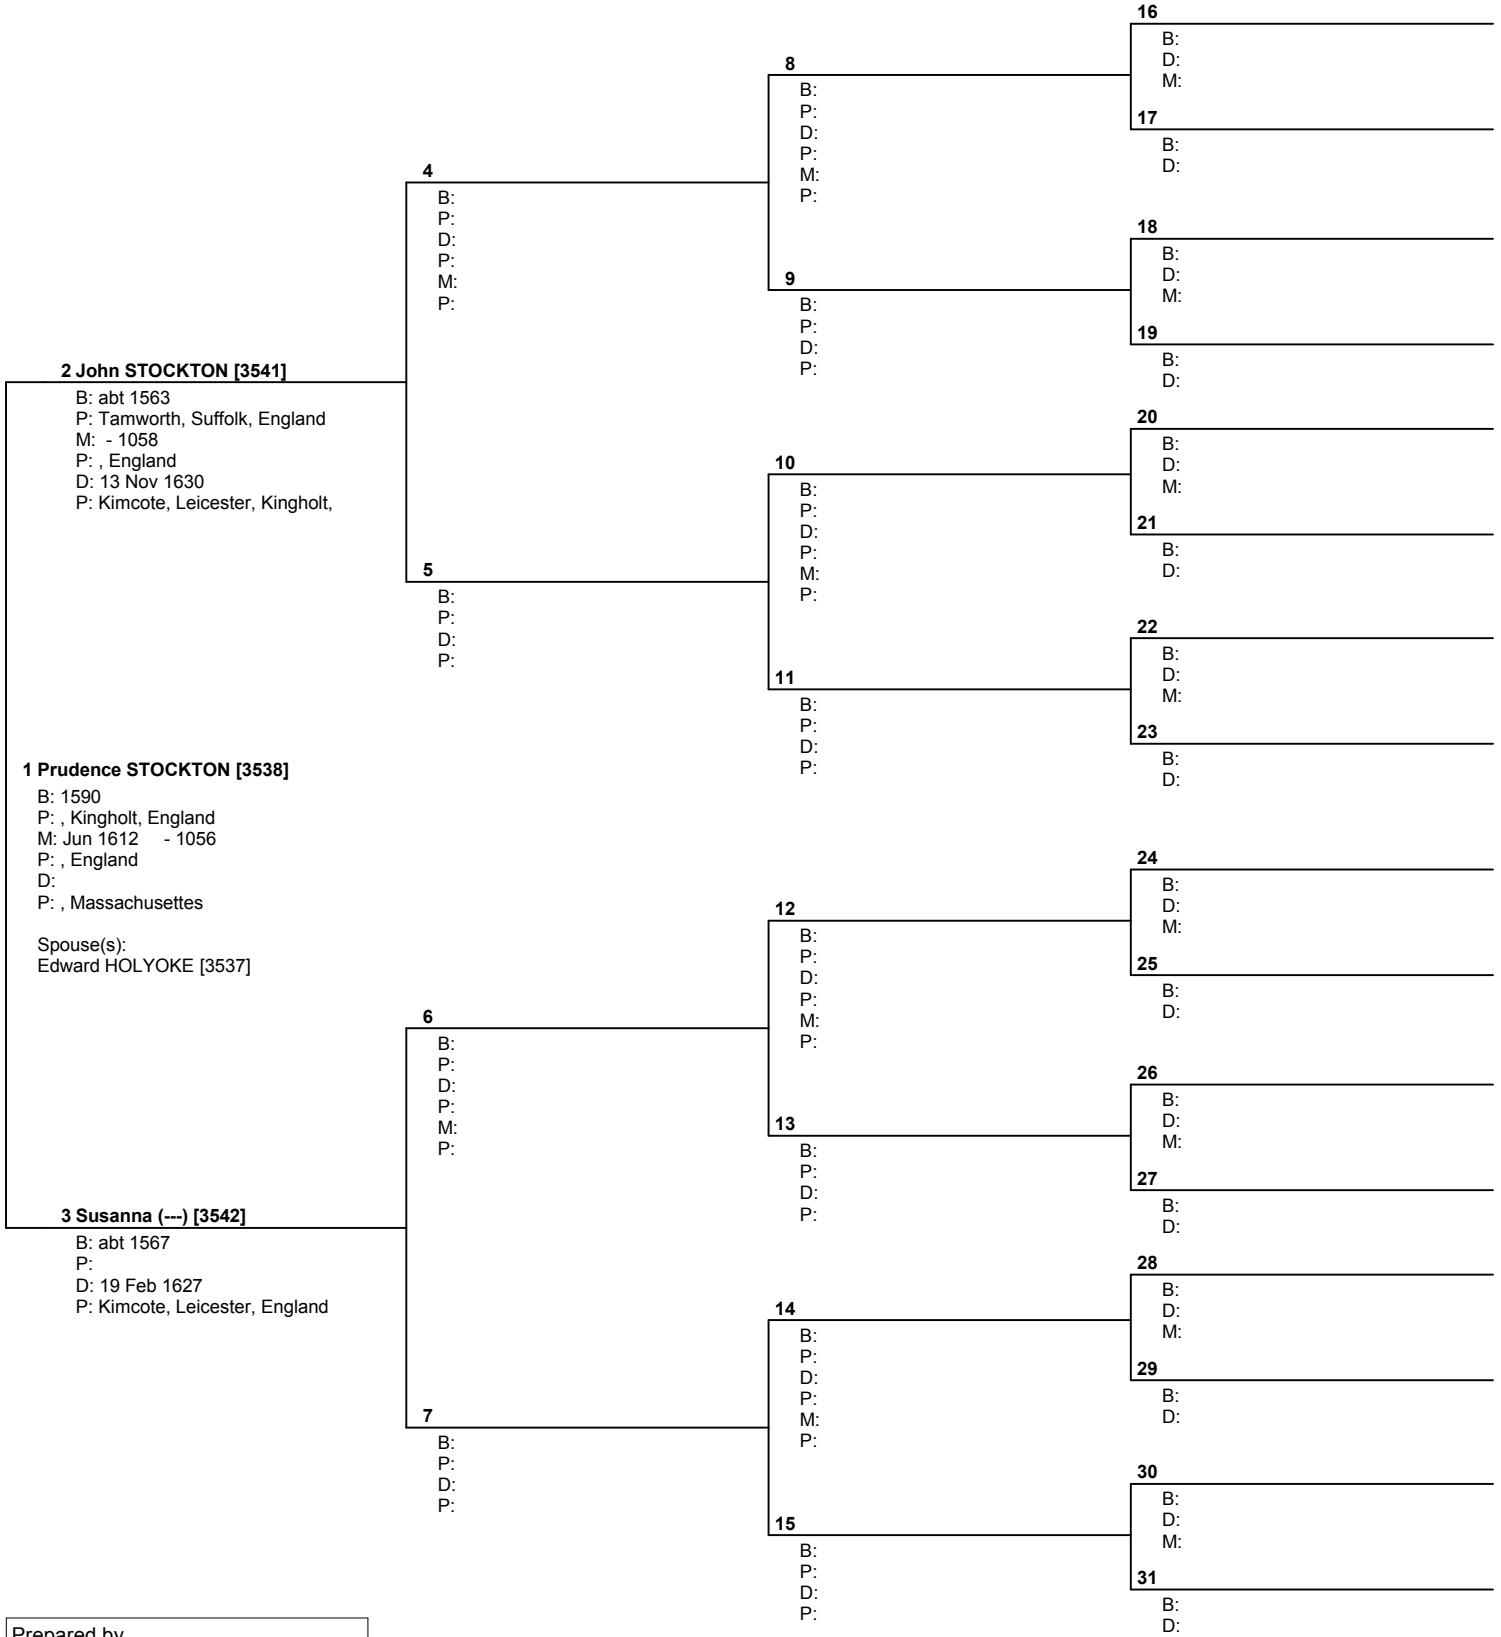 16
B:
D:
M:
8
B:
P:
D:
P:
M:
P:
17
B:
D:
4
B:
P:
D:
P:
M:
P:
18
B:
D:
M:
9
B:
P:
D:
P:
19
B:
D:
2 John STOCKTON [3541]
B: abt 1563
P: Tamworth, Suffolk, England
M:  - 1058
P: , England
D: 13 Nov 1630
P: Kimcote, Leicester, Kingholt,
20
B:
D:
M:
10
B:
P:
D:
P:
M:
P:
21
B:
D:
5
B:
P:
D:
P:
22
B:
D:
M:
11
B:
P:
D:
P:
23
B:
D:
1 Prudence STOCKTON [3538]
B: 1590
P: , Kingholt, England
M: Jun 1612 - 1056
P: , England
D:
P: , Massachusettes
Spouse(s):
Edward HOLYOKE [3537]
24
B:
D:
M:
12
B:
P:
D:
P:
M:
P:
25
B:
D:
6
B:
P:
D:
P:
M:
P:
26
B:
D:
M:
13
B:
P:
D:
P:
27
B:
D:
3 Susanna (---) [3542]
B: abt 1567
P:
D: 19 Feb 1627
P: Kimcote, Leicester, England
28
B:
D:
M:
14
B:
P:
D:
P:
M:
P:
29
B:
D:
7
B:
P:
D:
P:
30
B:
D:
M:
15
B:
P:
D:
P:
31
B:
D:
Prepared by